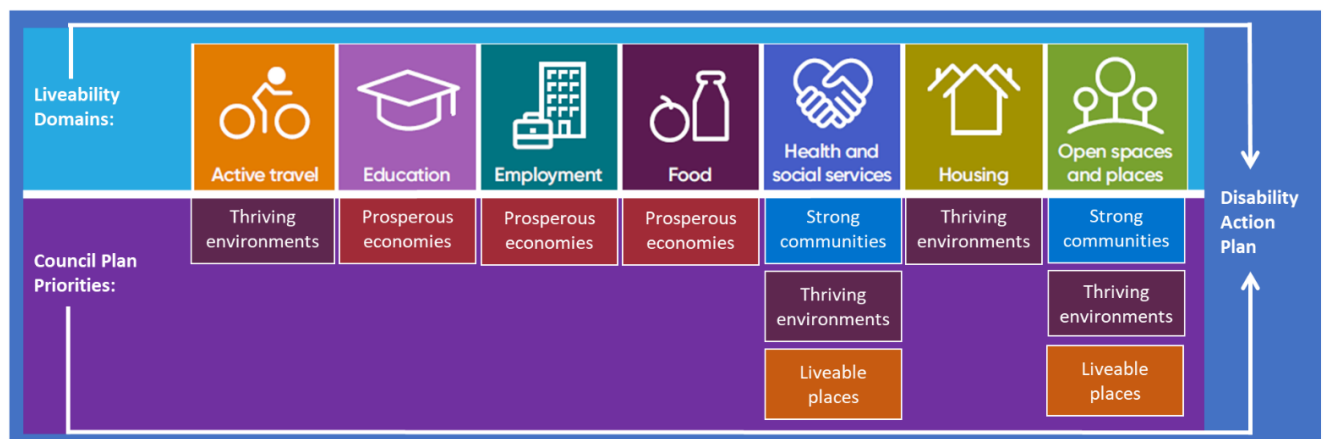 Liveability
Domains:
Active travel
Education
Employment
Food
Health and
social services
Housing
Open spaces
and places
Council Plan
Priorities:
Thriving
environments
Prosperous
economies
Prosperous
economies
Prosperous
economies
Strong
communities
Thriving
environments
Liveable
places
Thriving
environments
Strong
communities
Thriving
environments
Liveable
places
Disability
Action
Plan